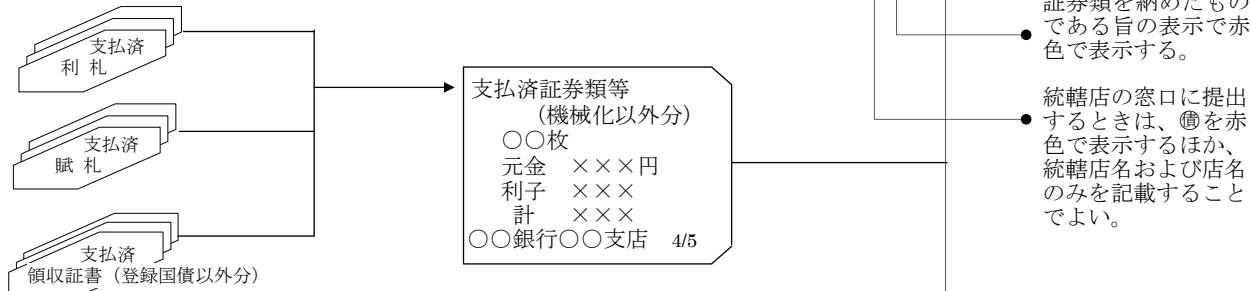 支払済
利 札
支払済
賦 札
支払済
領収証書（登録国債以外分）
支払済証券類等
（機械化以外分）
○○枚
元金　×××円
利子　×××
計　×××
○○銀行○○支店　4/5
証券類を納めたもの
である旨の表示で赤
色で表示する。
統轄店の窓口に提出
するときは、㊝を赤
色で表示するほか、
統轄店名および店名
のみを記載すること
でよい。